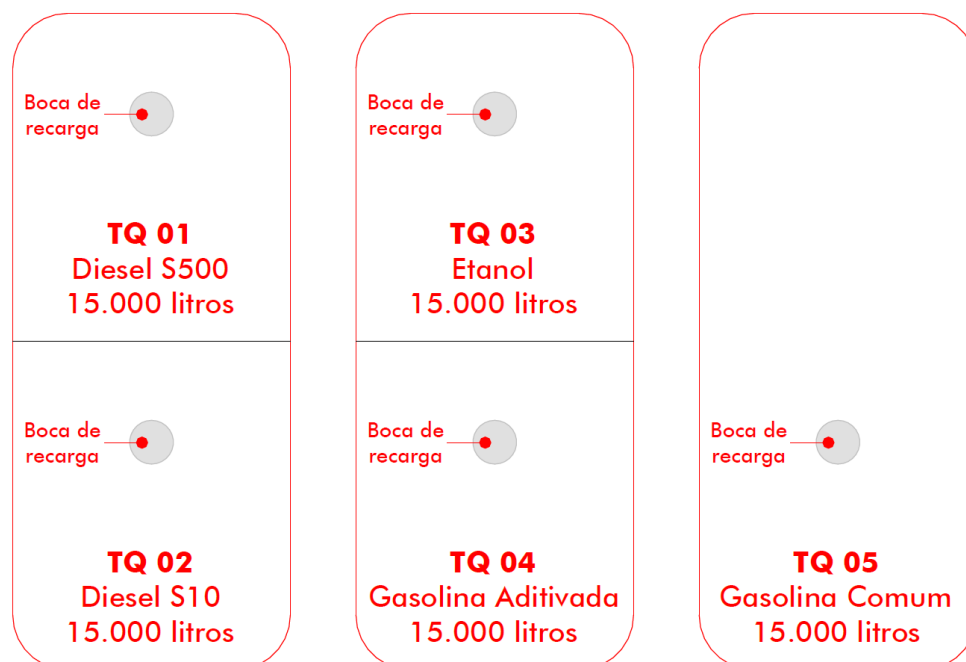 Boca de
recarga
TQ 01
Diesel S500
15.000 litros
Boca de
recarga
TQ 02
Diesel S10
15.000 litros
Boca de
recarga
TQ 03
Etanol
15.000 litros
Boca de
recarga
TQ 04
Gasolina Aditivada
15.000 litros
Boca de
recarga
TQ 05
Gasolina Comum
15.000 litros